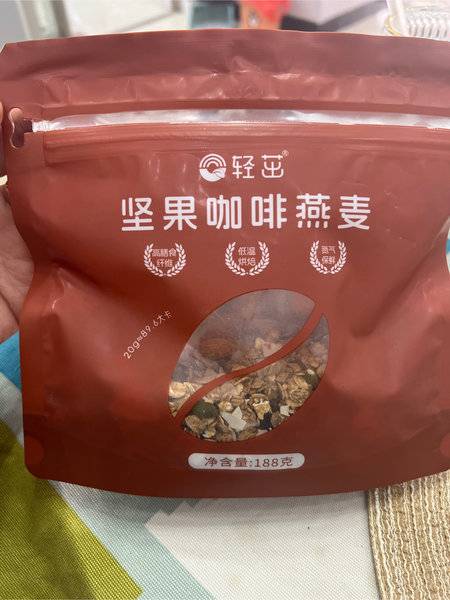 轻茁®
坚果咖啡燕麦
高膳食
纤维
低温
烘焙
氮气
保鲜
20g≈89.6大卡
净含量:188克